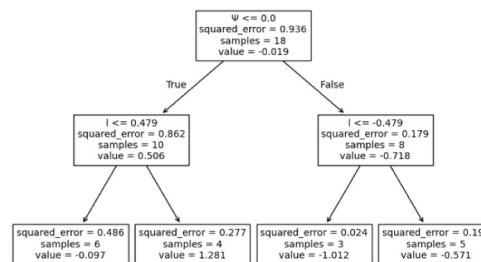 Ψ <= 0.0
squared_error = 0.936
samples = 18
value = -0.019
True
False
l <= 0.479
squared_error = 0.862
samples = 10
value = 0.506
l <= -0.479
squared_error = 0.179
samples = 8
value = -0.718
squared_error = 0.486
samples = 6
value = -0.097
squared_error = 0.277
samples = 4
value = 1.281
squared_error = 0.024
samples = 3
value = -1.012
squared_error = 0.19
samples = 5
value = -0.571